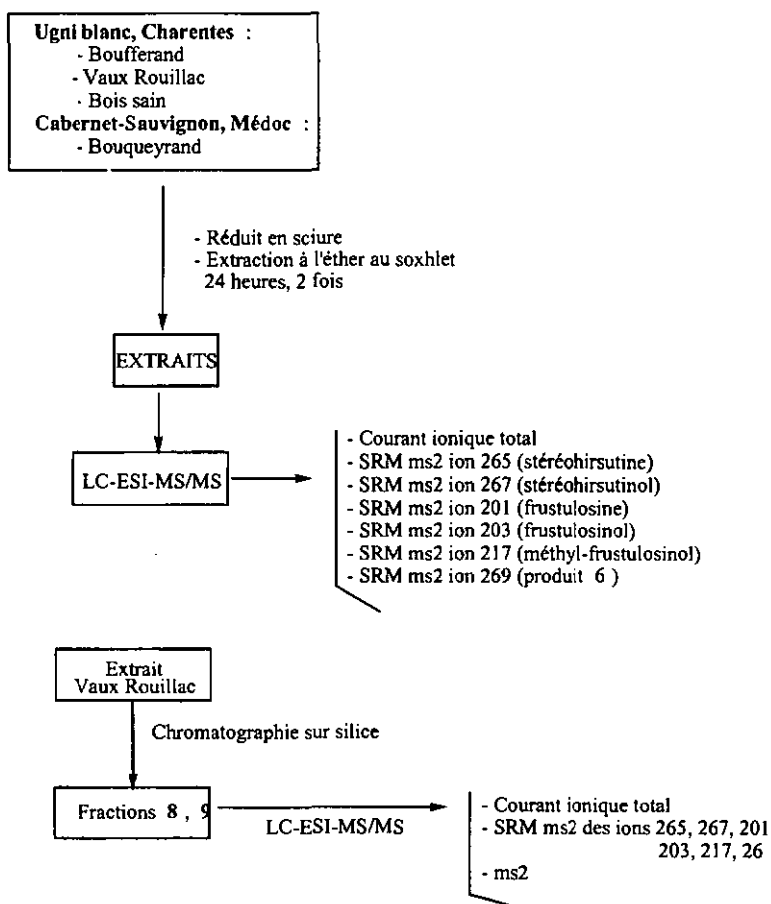 Ugni blanc, Charentes :
- Boufferand
- Vaux Rouillac
- Bois sain
Cabernet-Sauvignon, Médoc :
- Bouqueyrand
- Réduit en sciure
- Extraction à l'éther au soxhlet
24 heures, 2 fois
EXTRAITS
LC-ESI-MS/MS
- Courant ionique total
- SRM ms2 ion 265 (stéréohirsutine)
- SRM ms2 ion 267 (stéréohirsutinol)
- SRM ms2 ion 201 (frustulosine)
- SRM ms2 ion 203 (frustulosinol)
- SRM ms2 ion 217 (méthyl-frustulosinol)
- SRM ms2 ion 269 (produit 6 )
Extrait
Vaux Rouillac
Chromatographie sur silice
Fractions 8 , 9
LC-ESI-MS/MS
- Courant ionique total
- SRM ms2 des ions 265, 267, 201
203, 217, 26
- ms2